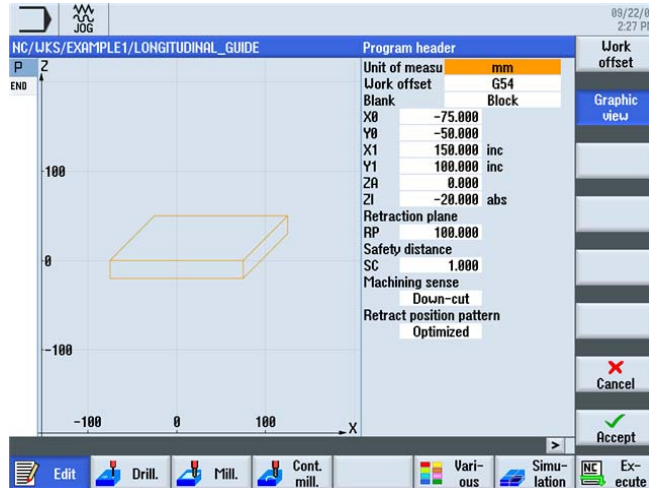 JOG
09/22/0
2:27 PM
NC/WKS/EXAMPLE1/LONGITUDINAL_GUIDE
Program header
Work offset
P
Z
END
Unit of measu mm
Work offset G54
Blank Block
X0 -75.000
Y0 -50.000
X1 150.000 inc
Y1 100.000 inc
ZA 0.000
ZI -20.000 abs
Retraction plane
RP 100.000
Safety distance
SC 1.000
Machining sense
Down-cut
Retract position pattern
Optimized
100
0
-100
-100 0 100 X
Graphic view
Cancel
Accept
>
Edit
Drill.
Mill.
Cont. mill.
Vari- ous
Simu- lation
NC Ex- ecute